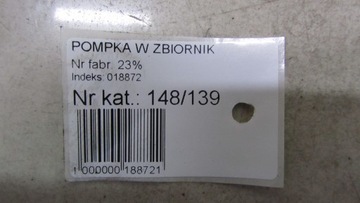 POMPKA W ZBIORNIK
Nr fabr. 23%
Indeks: 018872
Nr kat.: 148/139
1 000000 188721